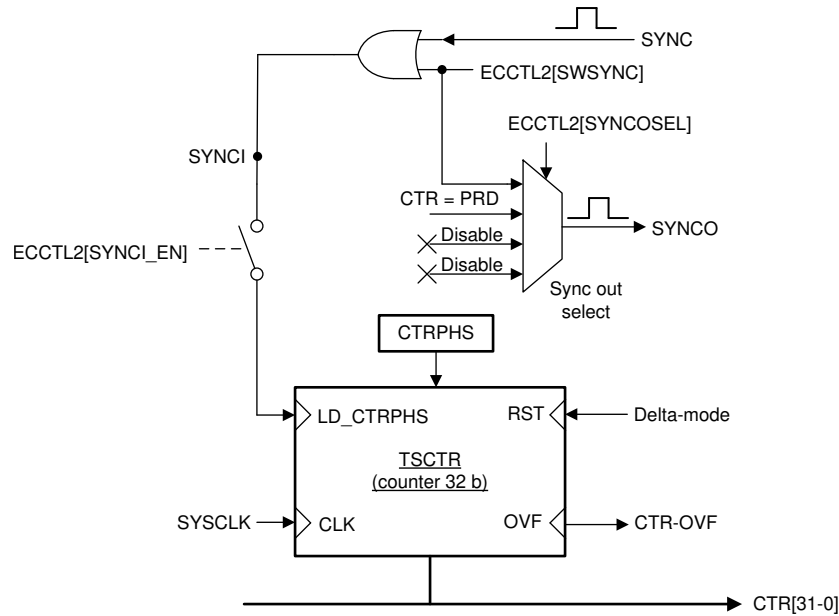 SYNC
ECCTL2[SWSYNC]
ECCTL2[SYNCOSEL]
SYNCI
CTR = PRD
SYNCO
Disable
ECCTL2[SYNCI_EN]
Disable
Sync out
select
CTRPHS
LD_CTRPHS
RST
Delta-mode
TSCTR
(counter 32 b)
SYSCLK
CLK
OVF
CTR-OVF
CTR[31-0]